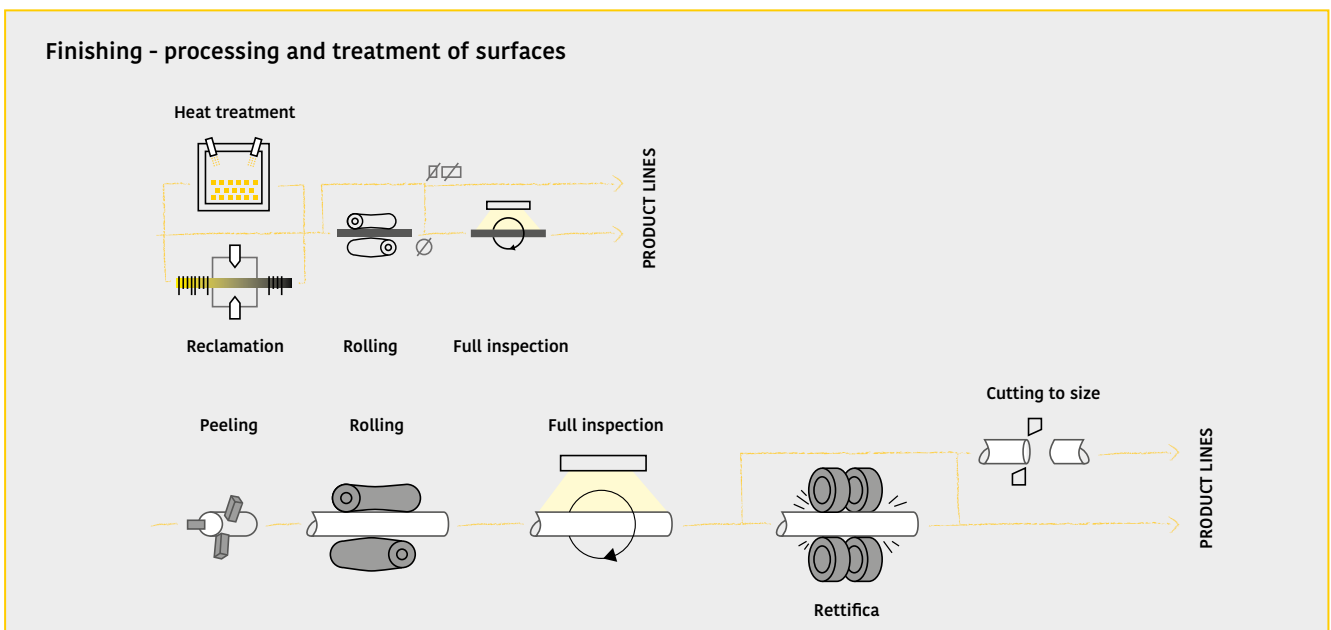 Finishing - processing and treatment of surfaces
Heat treatment
PRODUCT LINES
Reclamation
Rolling
Full inspection
Cutting to size
Peeling
Rolling
Full inspection
PRODUCT LINES
Rettifica